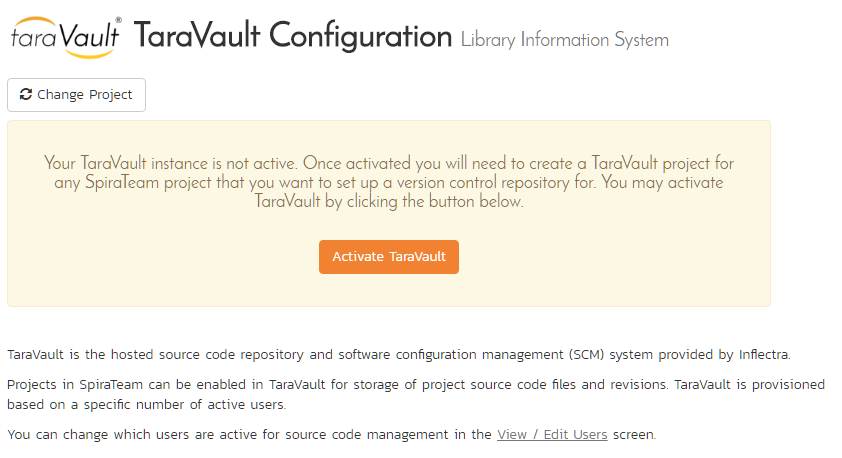 taraVault® TaraVault Configuration Library Information System
Change Project
Your TaraVault instance is not active. Once activated you will need to create a TaraVault project for
any SpiraTeam project that you want to set up a version control repository for. You may activate
TaraVault by clicking the button below.
Activate TaraVault
TaraVault is the hosted source code repository and software configuration management (SCM) system provided by Inflectra.
Projects in SpiraTeam can be enabled in TaraVault for storage of project source code files and revisions. TaraVault is provisioned
based on a specific number of active users.
You can change which users are active for source code management in the View / Edit Users screen.